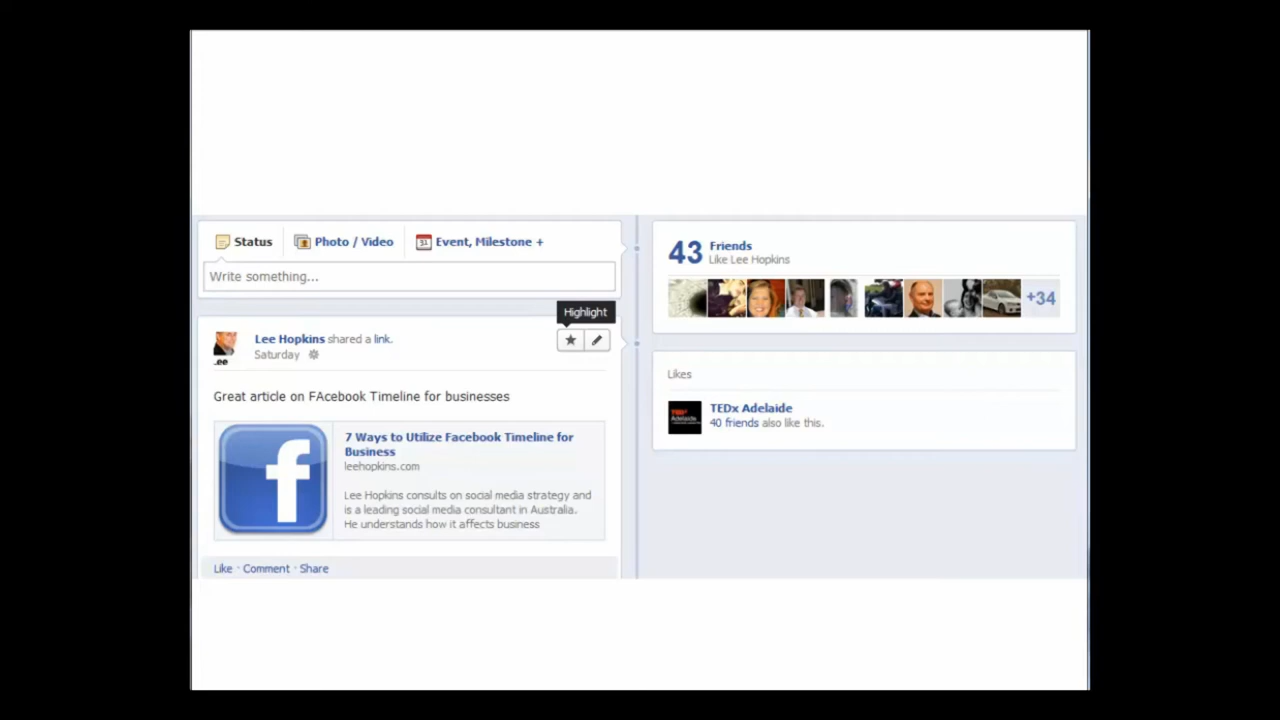 Status
Photo / Video
31
Event, Milestone +
Write something...
Highlight
Lee Hopkins shared a link.
Saturday
Great article on FAcebook Timeline for businesses
7 Ways to Utilize Facebook Timeline for
Business
leehopkins.com
Lee Hopkins consults on social media strategy and
is a leading social media consultant in Australia.
He understands how it affects business
Like · Comment · Share
43
Friends
Like Lee Hopkins
+34
Likes
TEDx Adelaide
40 friends also like this.